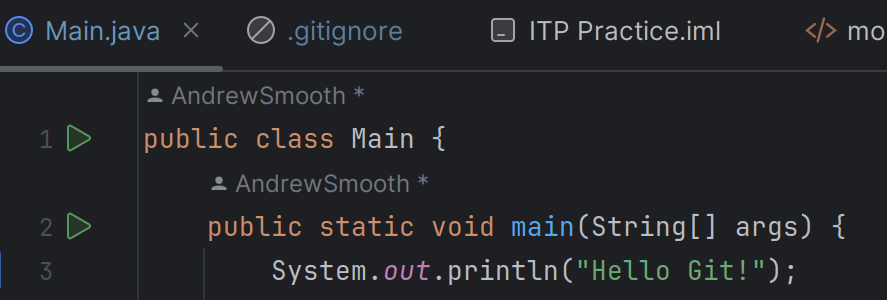 Main.java .gitignore ITP Practice.iml mo
AndrewSmooth *
1 public class Main {
AndrewSmooth *
2 public static void main(String[] args) {
3 System.out.println("Hello Git!");